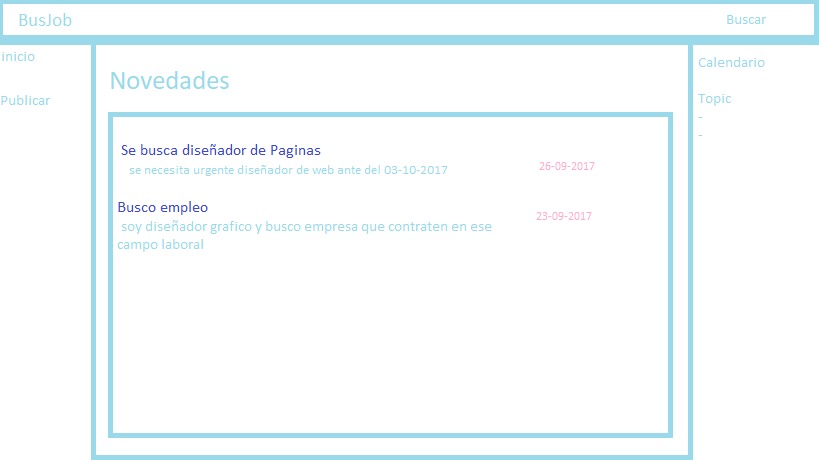 BusJob
Buscar
inicio
Publicar
Novedades
Se busca diseñador de Paginas
se necesita urgente diseñador de web ante del 03-10-2017
26-09-2017
Busco empleo
23-09-2017
soy diseñador grafico y busco empresa que contraten en ese
campo laboral
Calendario
Topic
-
-